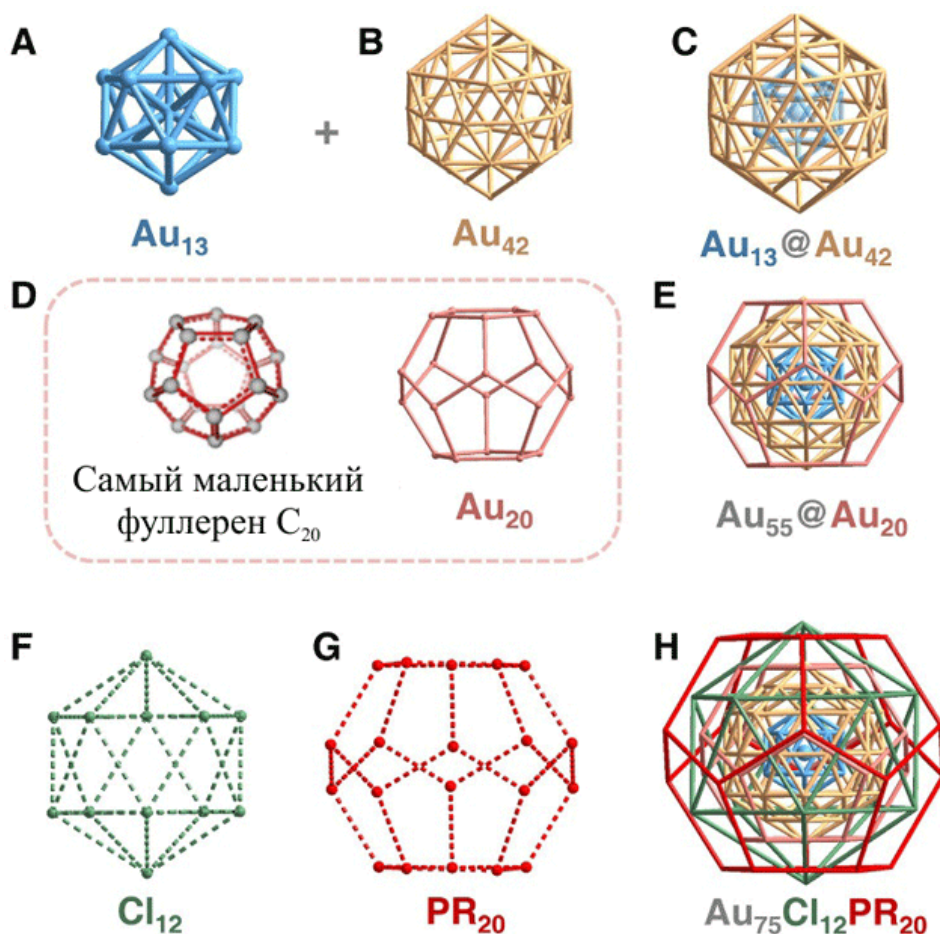 A
B
C
+
Au₁₃
Au₄₂
Au₁₃@Au₄₂
D
E
Самый маленький
фуллерен C₂₀
Au₂₀
Au₅₅@Au₂₀
F
G
H
Cl₁₂
PR₂₀
Au₇₅Cl₁₂PR₂₀